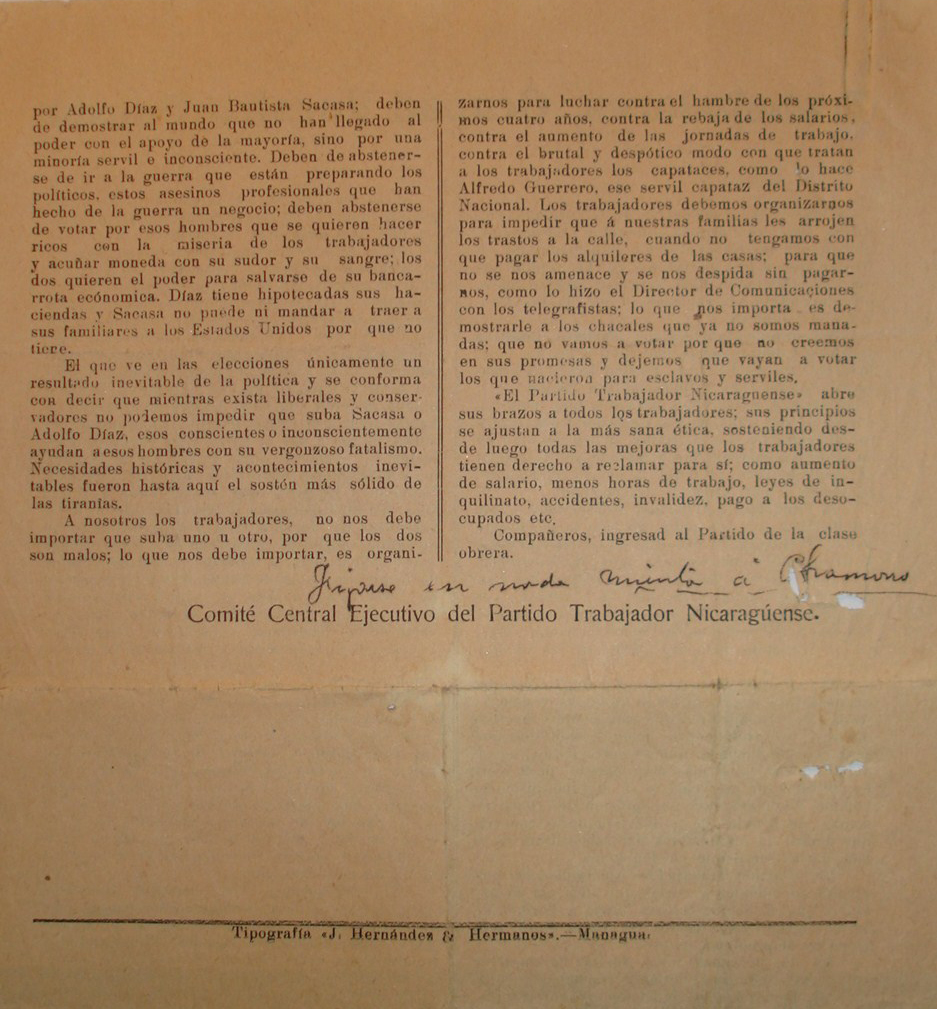 por Adolfo Díaz y Juan Bautista Sacasa; deben
de demostrar al mundo que no han llegado al
poder con el apoyo de la mayoría, sino por una
minoría servil e inconsciente. Deben de abstener-
se de ir a la guerra que están preparando los
políticos, estos asesinos profesionales que han
hecho de la guerra un negocio; deben abstenerse
de votar por esos hombres que se quieren hacer
ricos con la miseria de los trabajadores
y acuñar moneda con su sudor y su sangre; los
dos quieren el poder para salvarse de su banca-
rrota ecónomica. Díaz tiene hipotecadas sus ha-
ciendas y Sacasa no puede ni mandar a traer a
sus familiares a los Estados Unidos por que no
tiere.
El que ve en las elecciones únicamente un
resultado inevitable de la política y se conforma
con decir que mientras exista liberales y conser-
vadores no podemos impedir que suba Sacasa o
Adolfo Díaz, esos conscientes o inconscientemente
ayudan a esos hombres con su vergonzoso fatalismo.
Necesidades históricas y acontecimientos inevi-
tables fueron hasta aquí el sostén más sólido de
las tiranías.
A nosotros los trabajadores, no nos debe
importar que suba uno u otro, por que los dos
son malos; lo que nos debe importar, es organi-
zarnos para luchar contra el hambre de los próxi-
mos cuatro años, contra la rebaja de los salarios,
contra el aumento de las jornadas de trabajo,
contra el brutal y despótico modo con que tratan
a los trabajadores los capataces, como lo hace
Alfredo Guerrero, ese servil capataz del Distrito
Nacional. Los trabajadores debemos organizarnos
para impedir que á nuestras familias les arrojen
los trastos a la calle, cuando no tengamos con
que pagar los alquileres de las casas; para que
no se nos amenace y se nos despida sin pagar-
nos, como lo hizo el Director de Comunicaciones
con los telegrafistas; lo que nos importa es de-
mostrarle a los chacales que ya no somos mana-
das; que no vamos a votar por que no creemos
en sus promesas y dejemos que vayan a votar
los que nacieron para esclavos y serviles.
«El Partido Trabajador Nicaragüense» abre
sus brazos a todos los trabajadores; sus principios
se ajustan a la más sana ética, sosteniendo des-
de luego todas las mejoras que los trabajadores
tienen derecho a reclamar para sí; como aumento
de salario, menos horas de trabajo, leyes de in-
quilinato, accidentes, invalidez, pago a los deso-
cupados etc.
Compañeros, ingresad al Partido de la clase
obrera.
en nada á
Comité Central Ejecutivo del Partido Trabajador Nicaragúense.
Tipografía «J. Hernández & Hermanos».—Managua.